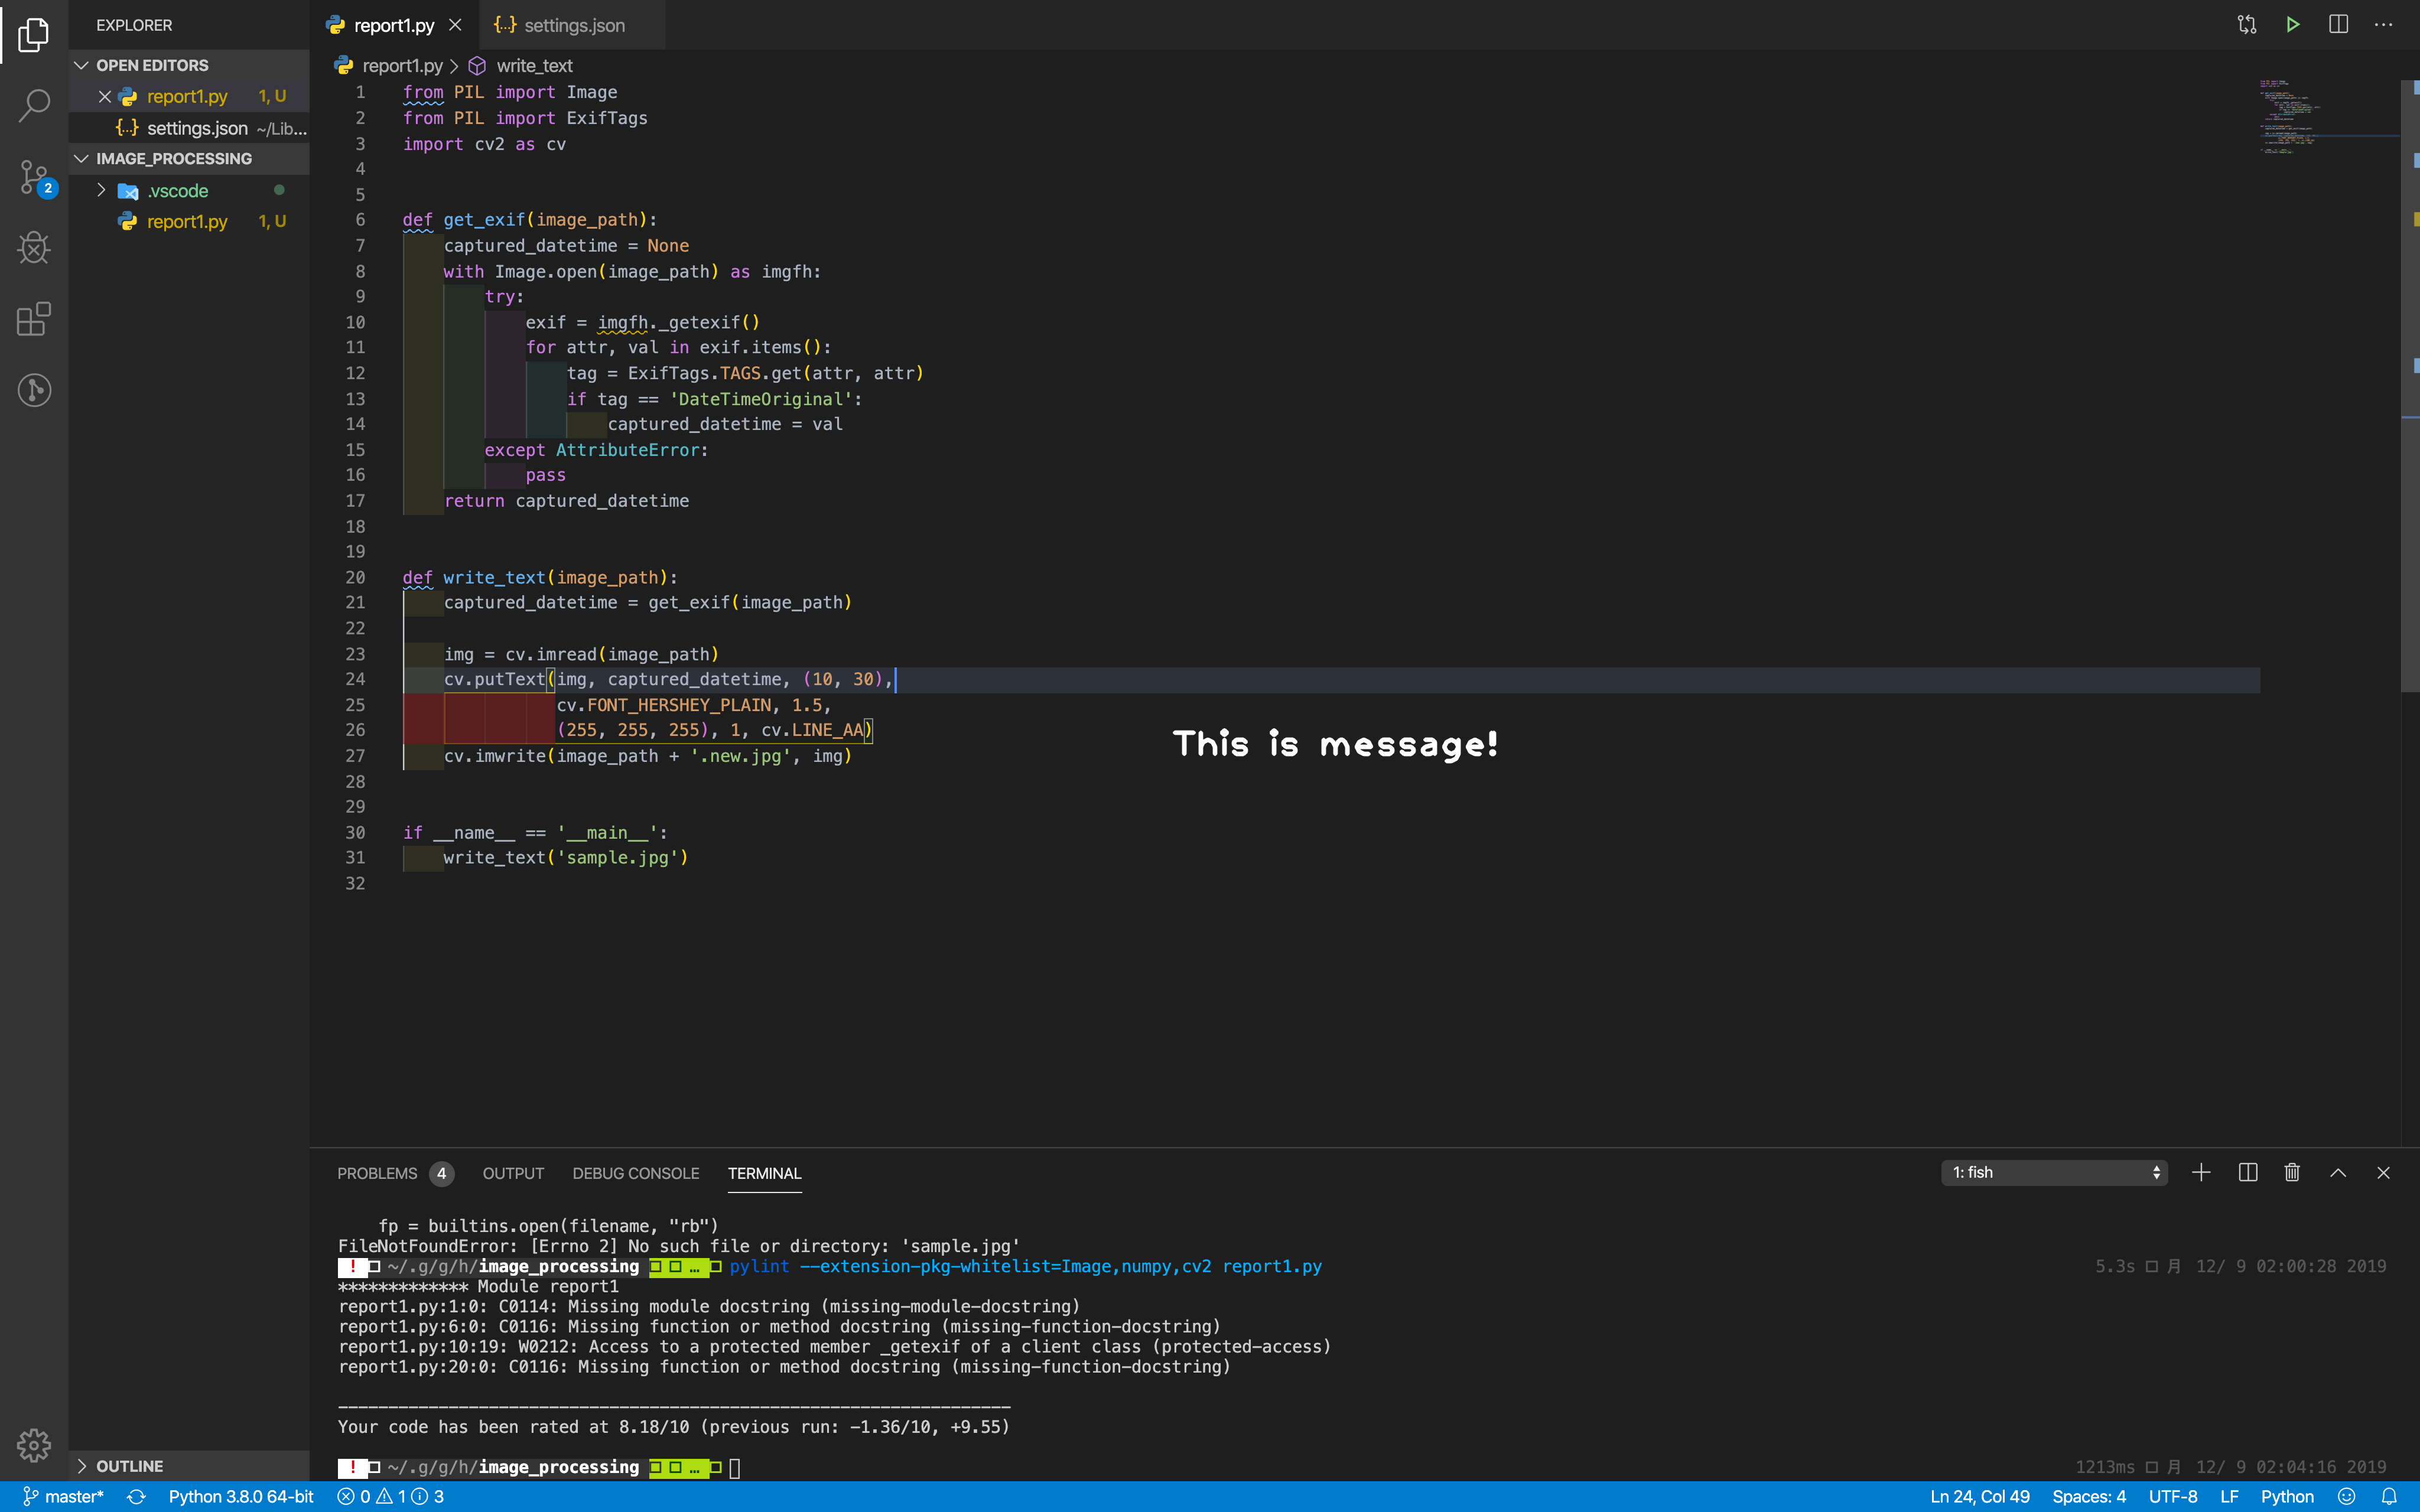 EXPLORER
OPEN EDITORS
report1.py 1, U
settings.json ~/Lib...
IMAGE_PROCESSING
.vscode
report1.py 1, U
OUTLINE
report1.py
{..} settings.json
report1.py > write_text
1 from PIL import Image
2 from PIL import ExifTags
3 import cv2 as cv
4
5
6 def get_exif(image_path):
7 captured_datetime = None
8 with Image.open(image_path) as imgfh:
9 try:
10 exif = imgfh._getexif()
11 for attr, val in exif.items():
12 tag = ExifTags.TAGS.get(attr, attr)
13 if tag == 'DateTimeOriginal':
14 captured_datetime = val
15 except AttributeError:
16 pass
17 return captured_datetime
18
19
20 def write_text(image_path):
21 captured_datetime = get_exif(image_path)
22
23 img = cv.imread(image_path)
24 cv.putText(img, captured_datetime, (10, 30),
25 cv.FONT_HERSHEY_PLAIN, 1.5,
26 (255, 255, 255), 1, cv.LINE_AA)
27 cv.imwrite(image_path + '.new.jpg', img)
28
29
30 if __name__ == '__main__':
31 write_text('sample.jpg')
32
This is message!
PROBLEMS 4 OUTPUT DEBUG CONSOLE TERMINAL 1: fish
fp = builtins.open(filename, "rb")
FileNotFoundError: [Errno 2] No such file or directory: 'sample.jpg'
! ~/.g/g/h/image_processing … pylint --extension-pkg-whitelist=Image,numpy,cv2 report1.py 5.3s 月 12/ 9 02:00:28 2019
************* Module report1
report1.py:1:0: C0114: Missing module docstring (missing-module-docstring)
report1.py:6:0: C0116: Missing function or method docstring (missing-function-docstring)
report1.py:10:19: W0212: Access to a protected member _getexif of a client class (protected-access)
report1.py:20:0: C0116: Missing function or method docstring (missing-function-docstring)
-------------------------------------------------------------------
Your code has been rated at 8.18/10 (previous run: -1.36/10, +9.55)
! ~/.g/g/h/image_processing … 1213ms 月 12/ 9 02:04:16 2019
2
master* Python 3.8.0 64-bit 0 1 3 Ln 24, Col 49 Spaces: 4 UTF-8 LF Python